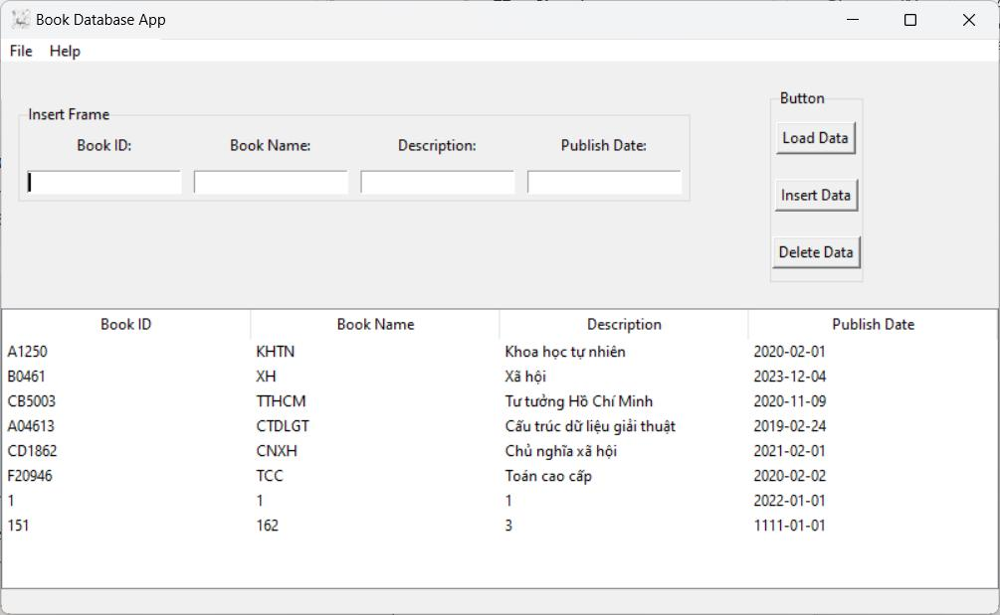 Book Database App
File Help
Insert Frame
Book ID: Book Name: Description: Publish Date:
Button
Load Data
Insert Data
Delete Data
Book ID Book Name Description Publish Date
A1250 KHTN Khoa học tự nhiên 2020-02-01
B0461 XH Xã hội 2023-12-04
CB5003 TTHCM Tư tưởng Hồ Chí Minh 2020-11-09
A04613 CTDLGT Cấu trúc dữ liệu giải thuật 2019-02-24
CD1862 CNXH Chủ nghĩa xã hội 2021-02-01
F20946 TCC Toán cao cấp 2020-02-02
1 1 1 2022-01-01
151 162 3 1111-01-01